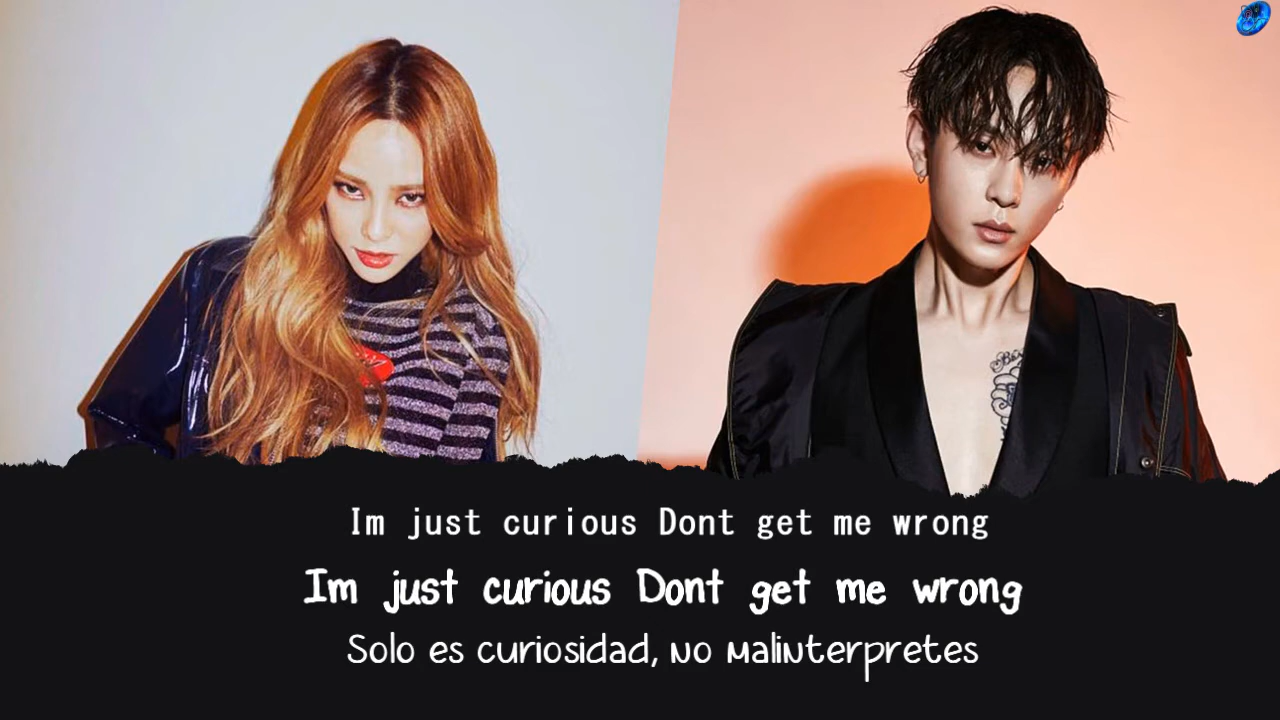 Im just curious Dont get me wrong
Im just curious Dont get me wrong
Solo es curiosidad, no malinterpretes